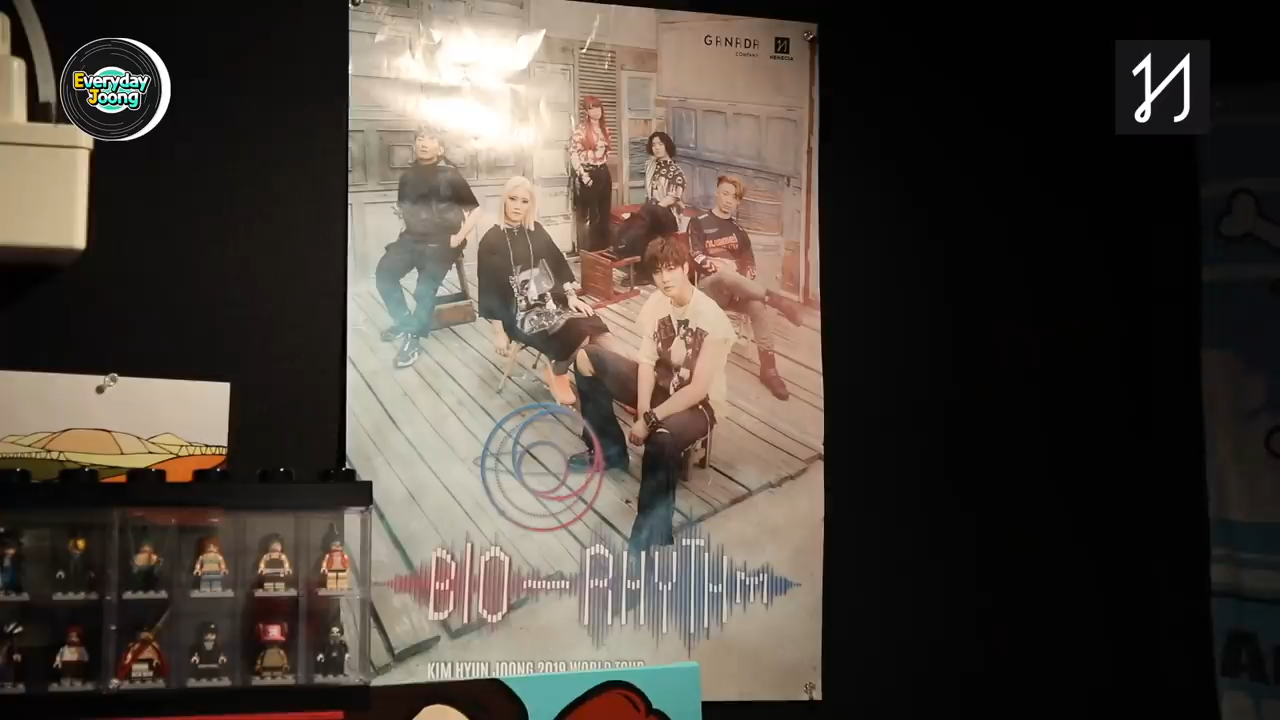 Everyday
Joong
GANADA
COMPANY
HENECIA
BIO-RHYTHM
KIM HYUN JOONG 2019 WORLD TOUR